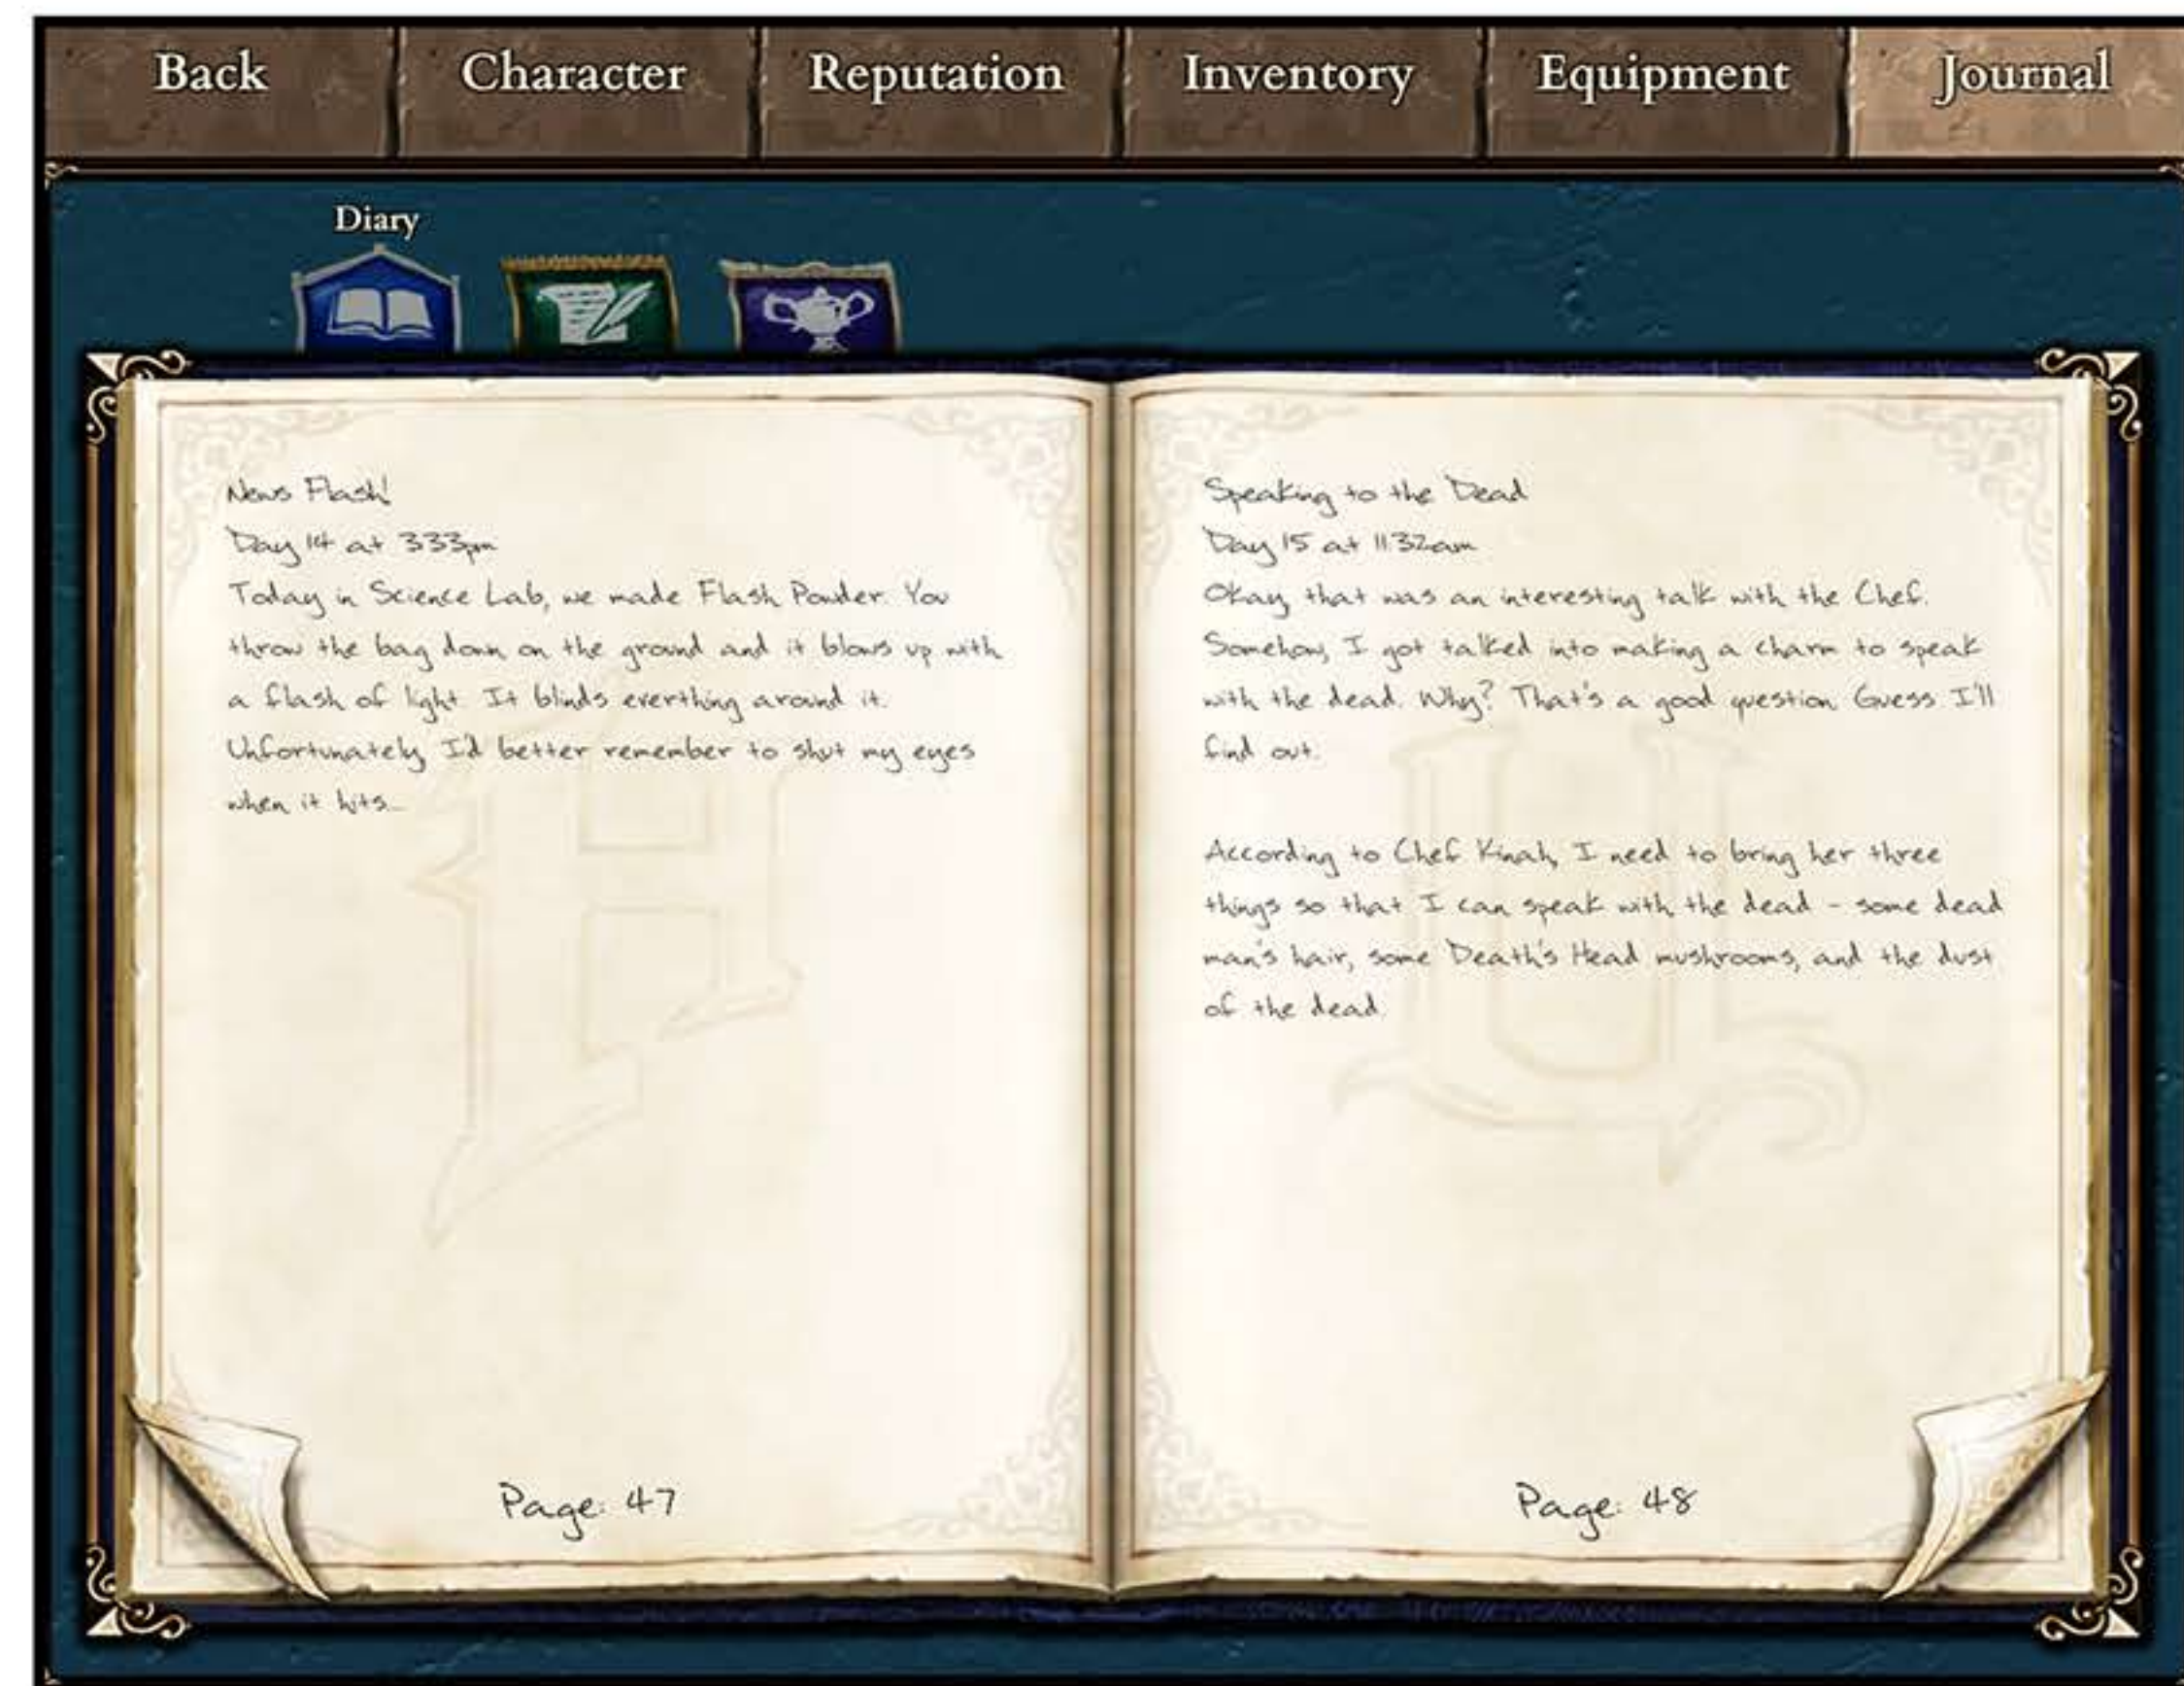 Back
Character
Reputation
Inventory
Equipment
Journal
Diary
News Flash!
Day 14 at 3:33pm
Today in Science Lab, we made Flash Powder. You
throw the bag down on the ground and it blows up with
a flash of light. It blinds everthing around it.
Unfortunately, I'd better remember to shut my eyes
when it hits...
Page: 47
Speaking to the Dead
Day 15 at 11:32am
Okay, that was an interesting talk with the Chef.
Somehow, I got talked into making a charm to speak
with the dead. Why? That's a good question. Guess I'll
find out.
According to Chef Kinah, I need to bring her three
things so that I can speak with the dead - some dead
man's hair, some Death's Head mushrooms, and the dust
of the dead.
Page: 48